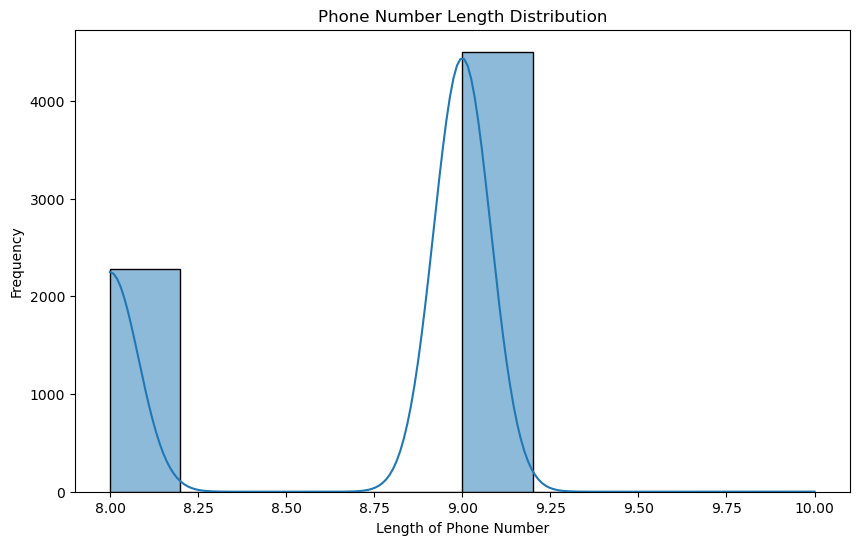 Phone Number Length Distribution
Frequency
4000
3000
2000
1000
0
8.00 8.25 8.50 8.75 9.00 9.25 9.50 9.75 10.00
Length of Phone Number